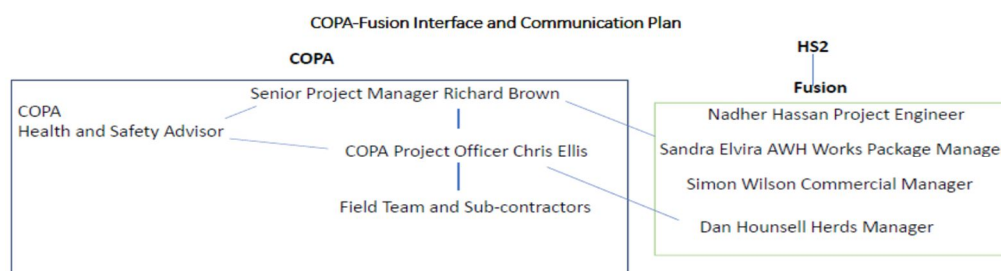 COPA-Fusion Interface and Communication Plan
COPA
HS2
Fusion
COPA
Health and Safety Advisor
Senior Project Manager Richard Brown
COPA Project Officer Chris Ellis
Field Team and Sub-contractors
Nadher Hassan Project Engineer
Sandra Elvira AWH Works Package Manage
Simon Wilson Commercial Manager
Dan Hounsell Herds Manager